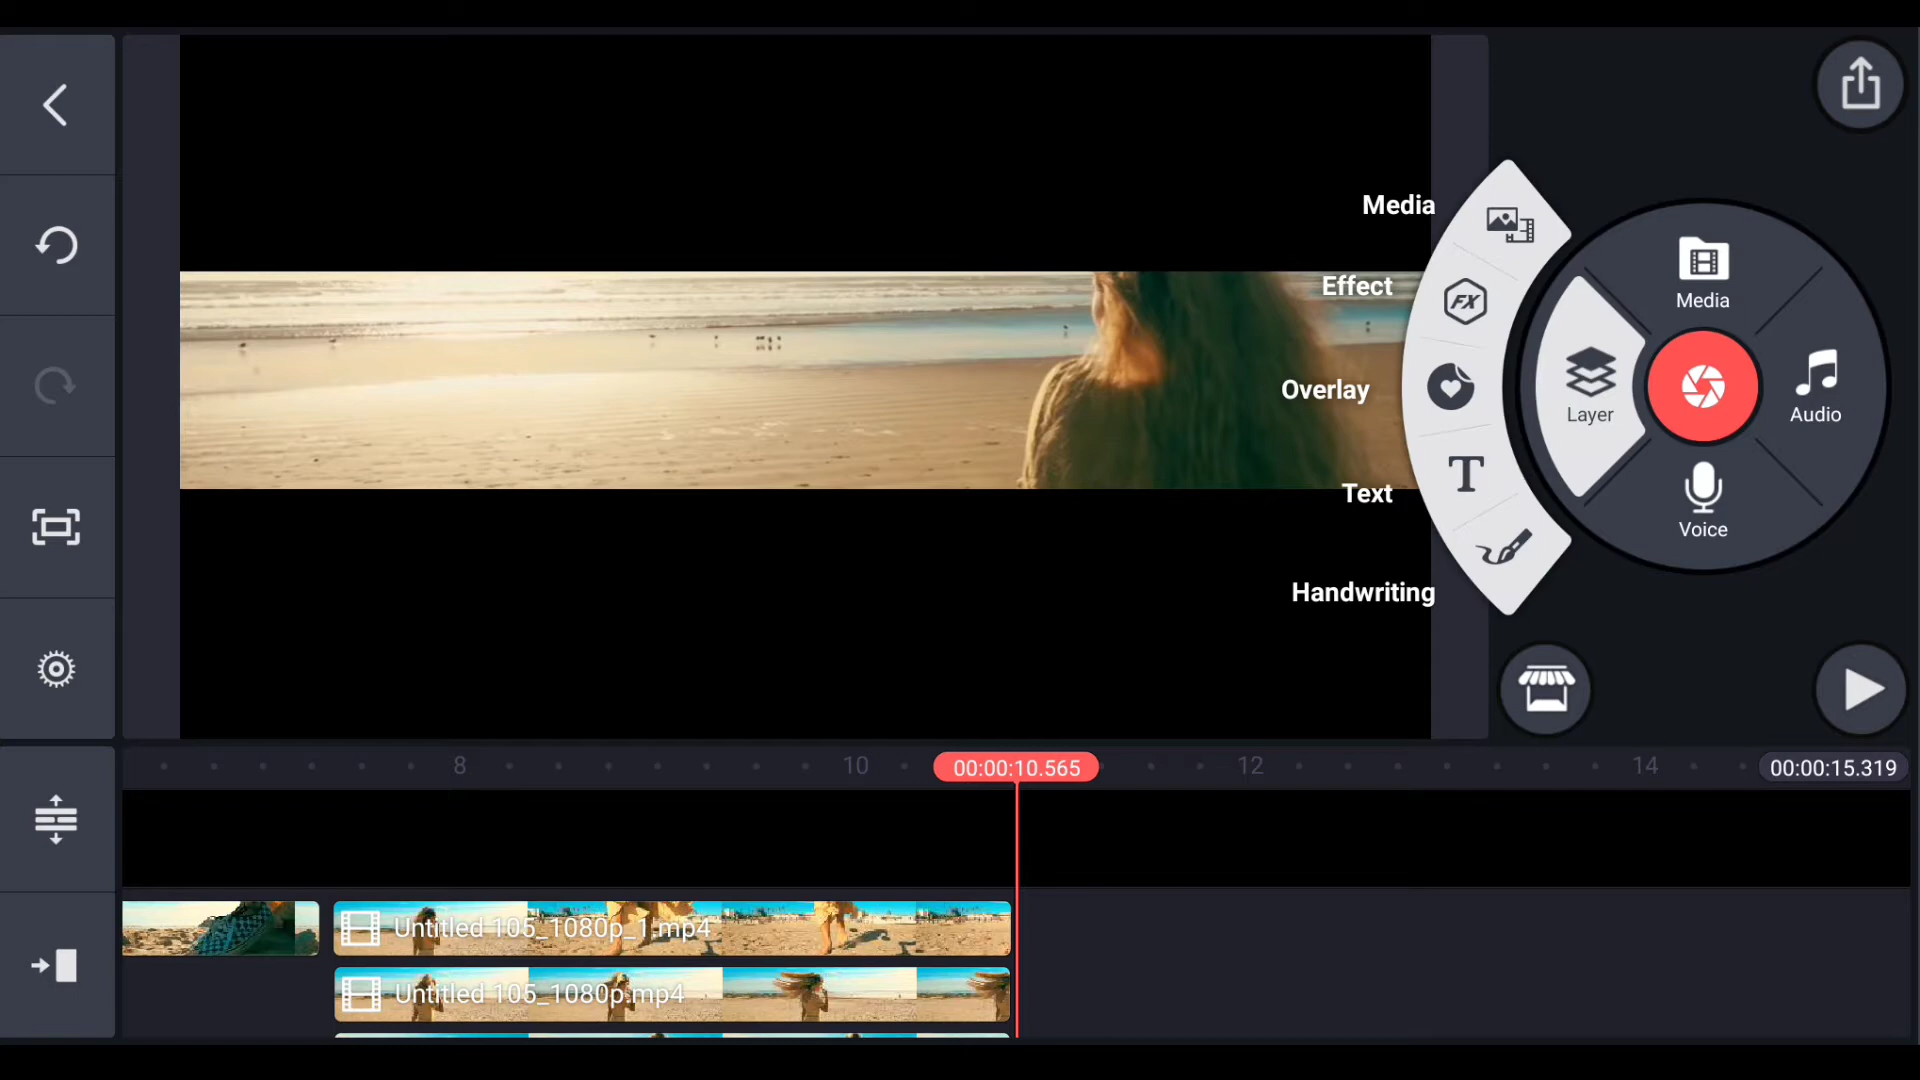 Media
Effect
Overlay
Text
Handwriting
Media
FX
Layer
Audio
Voice
8
10
00:00:10.565
12
14
00:00:15.319
Untitled 105_1080p_1.mp4
Untitled 105_1080p.mp4